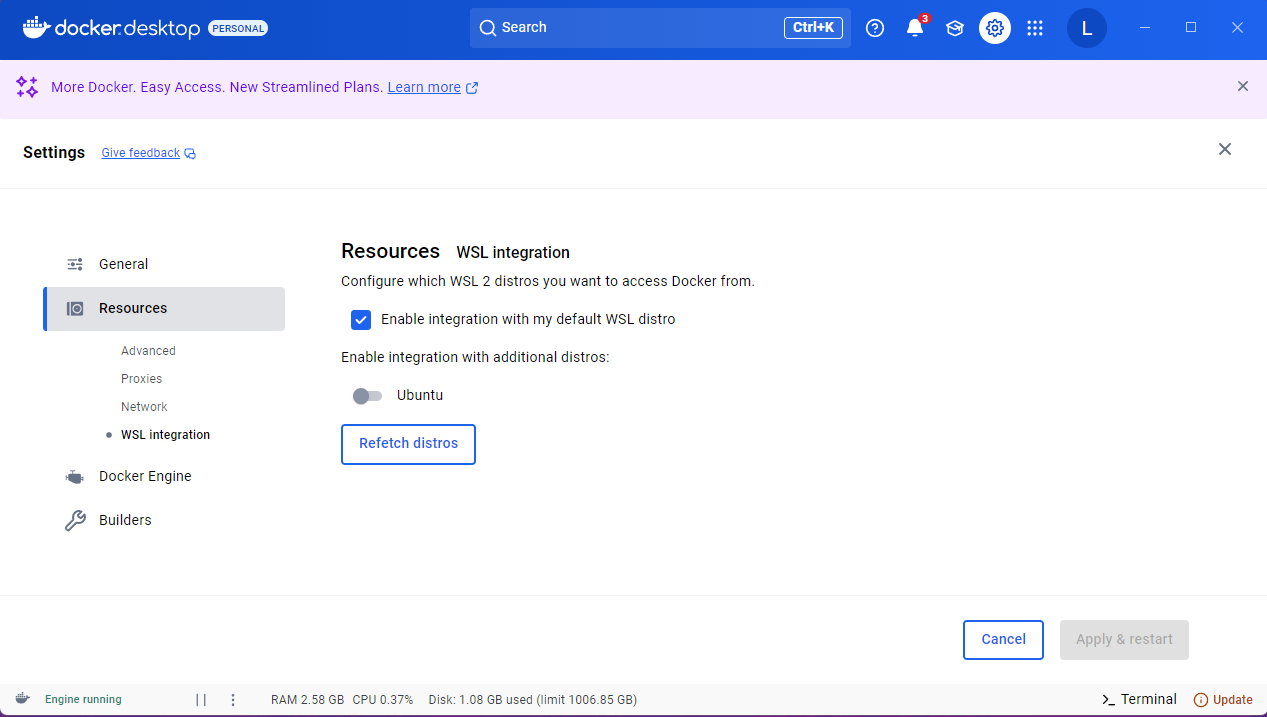 docker.desktop PERSONAL Search Ctrl+K 3 L
More Docker. Easy Access. New Streamlined Plans. Learn more
Settings Give feedback
General
Resources
Advanced
Proxies
Network
WSL integration
Docker Engine
Builders
Resources WSL integration
Configure which WSL 2 distros you want to access Docker from.
Enable integration with my default WSL distro
Enable integration with additional distros:
Ubuntu
Refetch distros
Cancel Apply & restart
Engine running RAM 2.58 GB CPU 0.37% Disk: 1.08 GB used (limit 1006.85 GB) Terminal Update